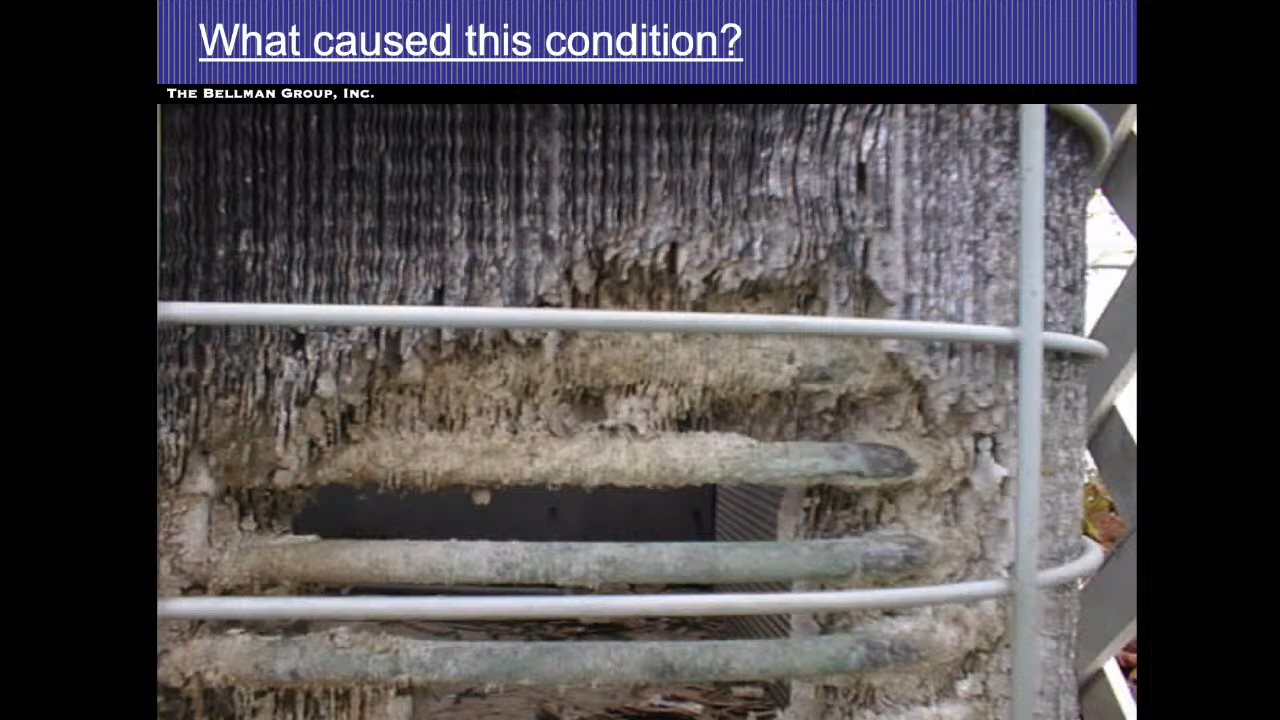 What caused this condition?
THE BELLMAN GROUP, INC.